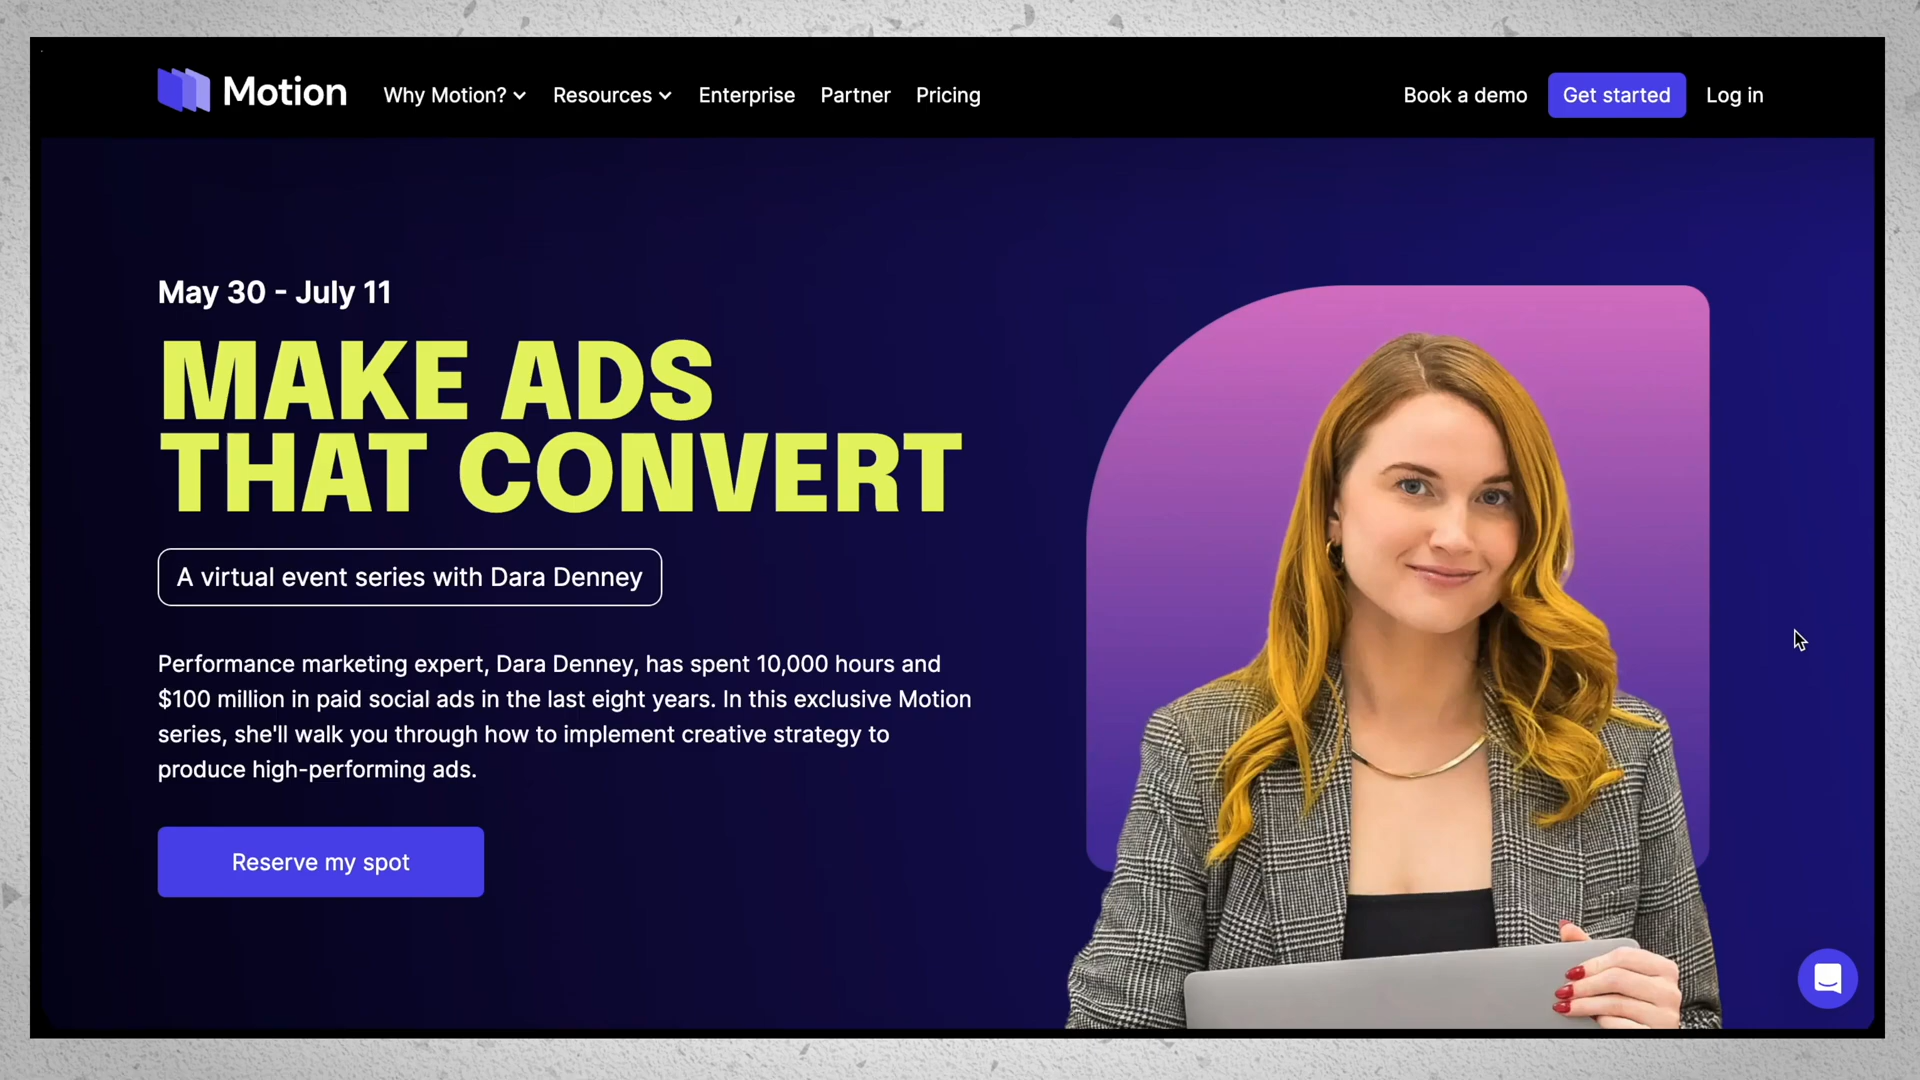 Motion
Why Motion?
Resources
Enterprise
Partner
Pricing
Book a demo
Get started
Log in
May 30 - July 11
MAKE ADS
THAT CONVERT
A virtual event series with Dara Denney
Performance marketing expert, Dara Denney, has spent 10,000 hours and
$100 million in paid social ads in the last eight years. In this exclusive Motion
series, she'll walk you through how to implement creative strategy to
produce high-performing ads.
Reserve my spot